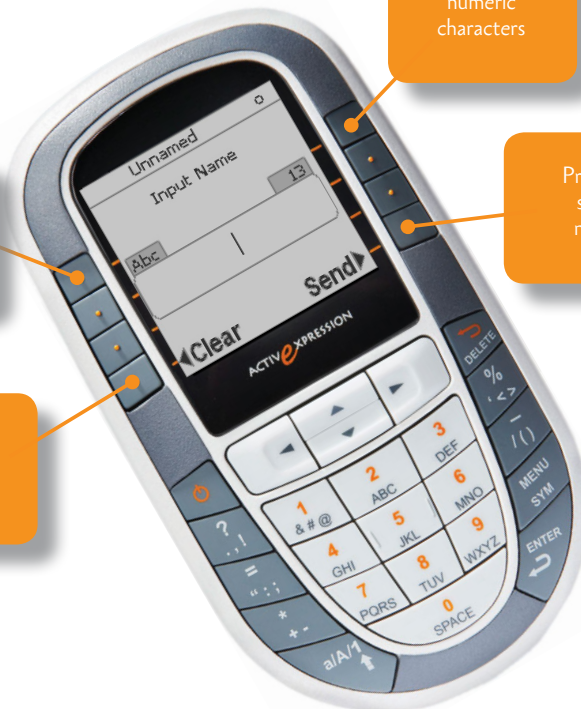 numeric
characters
Unnamed
Input Name
13
Abc
Send
Clear
ACTIVeXPRESSION
DELETE
% 
' < >
–
/ ( )
MENU
SYM
ENTER
1
& # @
2
ABC
3
DEF
4
GHI
5
JKL
6
MNO
7
PQRS
8
TUV
9
WXYZ
0
SPACE
?
. , !
=
" : ;
*
+ -
a/A/1